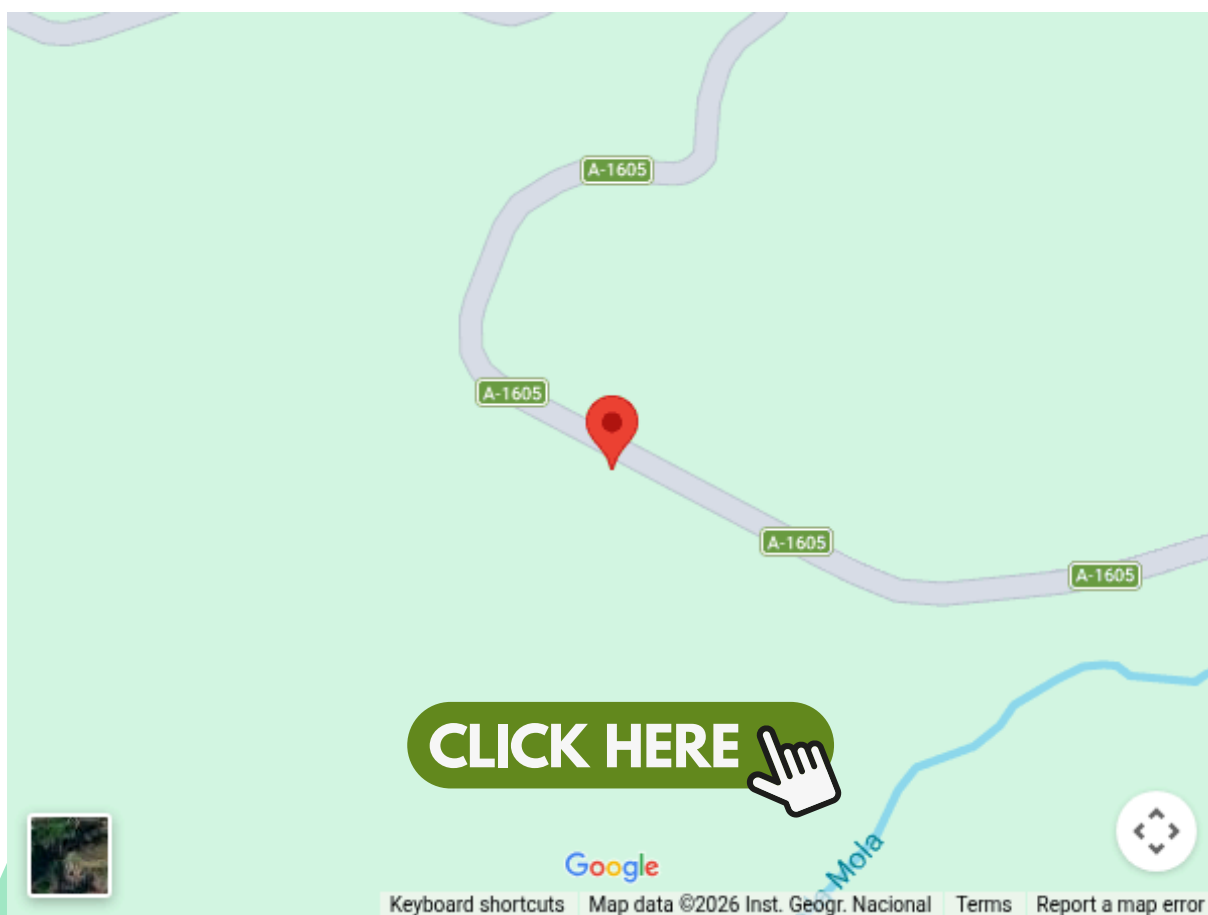 A-1605
A-1605
A-1605
A-1605
CLICK HERE
Mola
Google
Keyboard shortcuts Map data ©2026 Inst. Geogr. Nacional Terms Report a map error